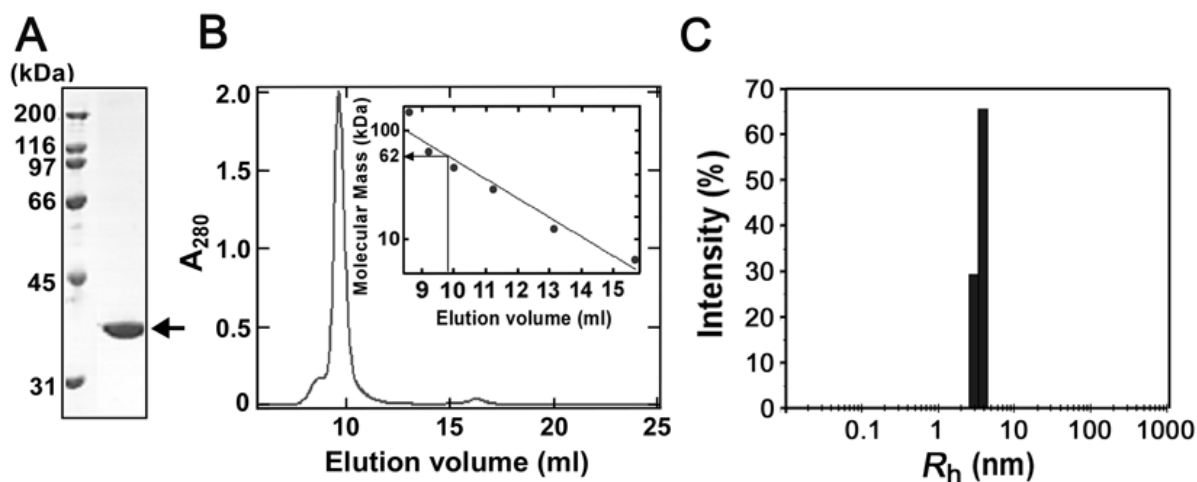 A
(kDa)
200
116
97
66
45
31
B
2.0
1.5
1.0
0.5
0
A280
10
15
20
25
Elution volume (ml)
Molecular Mass (kDa)
100
62
10
9 10 11 12 13 14 15
Elution volume (ml)
C
70
60
50
40
30
20
10
0
Intensity (%)
0.1 1 10 100 1000
Rh (nm)